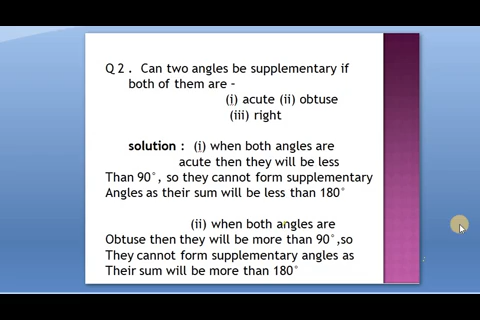 Q 2 . Can two angles be supplementary if
both of them are –
(i) acute (ii) obtuse
(iii) right
solution : (i) when both angles are
acute then they will be less
Than 90°, so they cannot form supplementary
Angles as their sum will be less than 180°
(ii) when both angles are
Obtuse then they will be more than 90°,so
They cannot form supplementary angles as
Their sum will be more than 180°